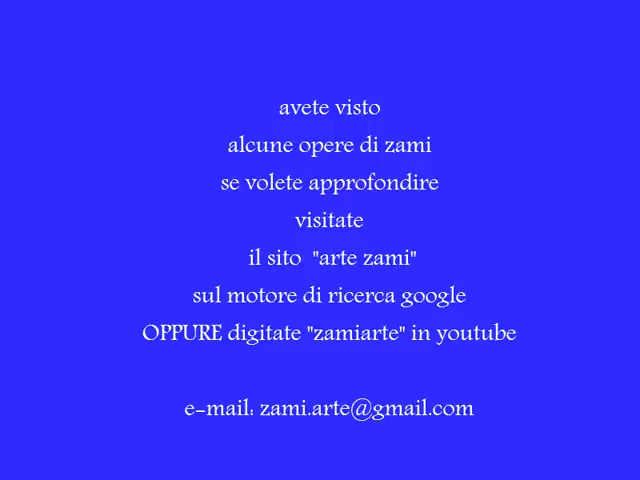 avete visto
alcune opere di zami
se volete approfondire
visitate
il sito "arte zami"
sul motore di ricerca google
OPPURE digitate "zamiarte" in youtube
e-mail: zami.arte@gmail.com